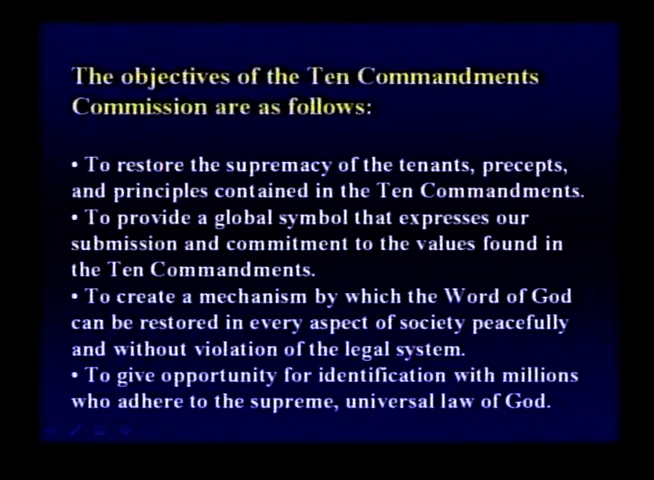 The objectives of the Ten Commandments
Commission are as follows:
• To restore the supremacy of the tenants, precepts,
and principles contained in the Ten Commandments.
• To provide a global symbol that expresses our
submission and commitment to the values found in
the Ten Commandments.
• To create a mechanism by which the Word of God
can be restored in every aspect of society peacefully
and without violation of the legal system.
• To give opportunity for identification with millions
who adhere to the supreme, universal law of God.